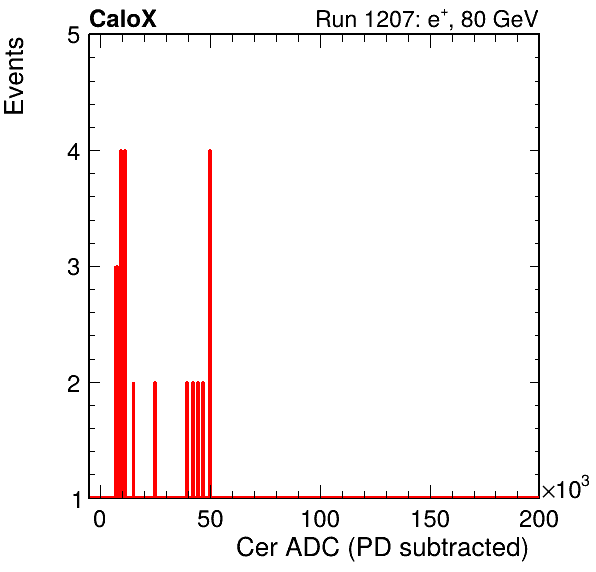 CaloX Run 1207: e⁺, 80 GeV
Events
5
4
3
2
1
0 50 100 150 200
×10³
Cer ADC (PD subtracted)